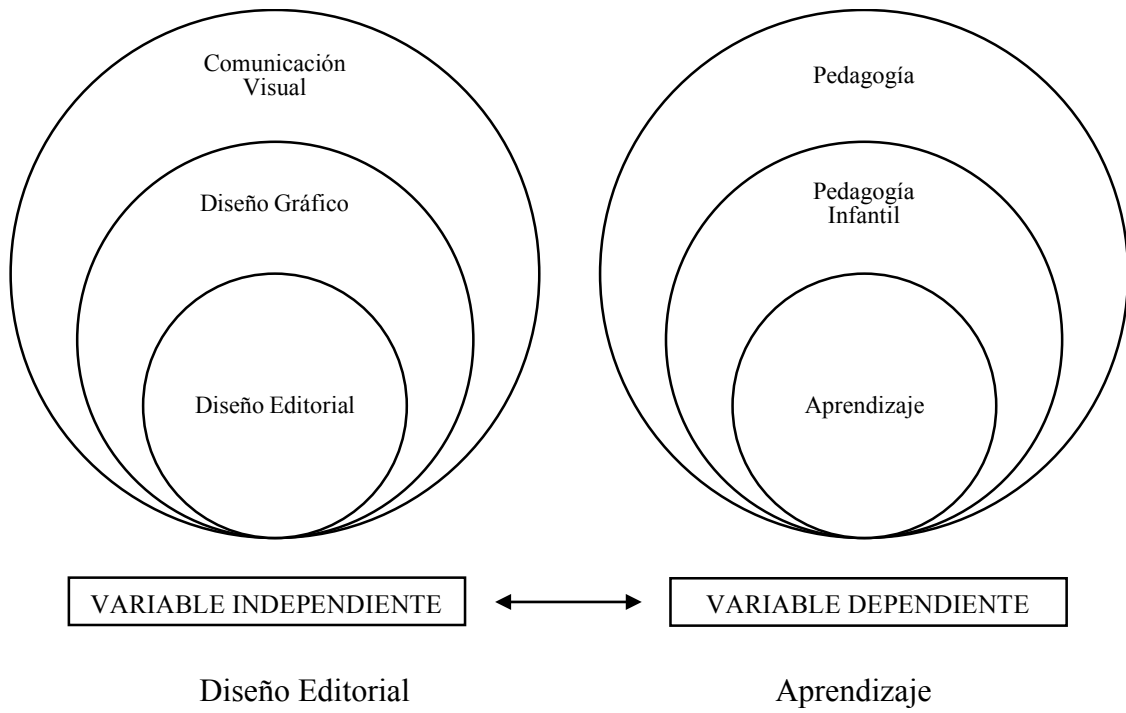 Comunicación
Visual
Diseño Gráfico
Diseño Editorial
Pedagogía
Pedagogía
Infantil
Aprendizaje
VARIABLE INDEPENDIENTE
VARIABLE DEPENDIENTE
Diseño Editorial
Aprendizaje